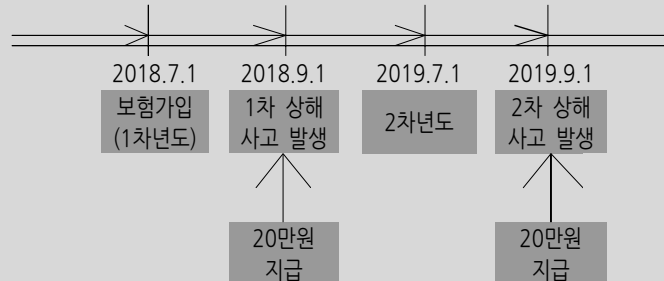 2018.7.1
2018.9.1
2019.7.1
2019.9.1
보험가입
(1차년도)
1차 상해
사고 발생
2차년도
2차 상해
사고 발생
20만원
지급
20만원
지급